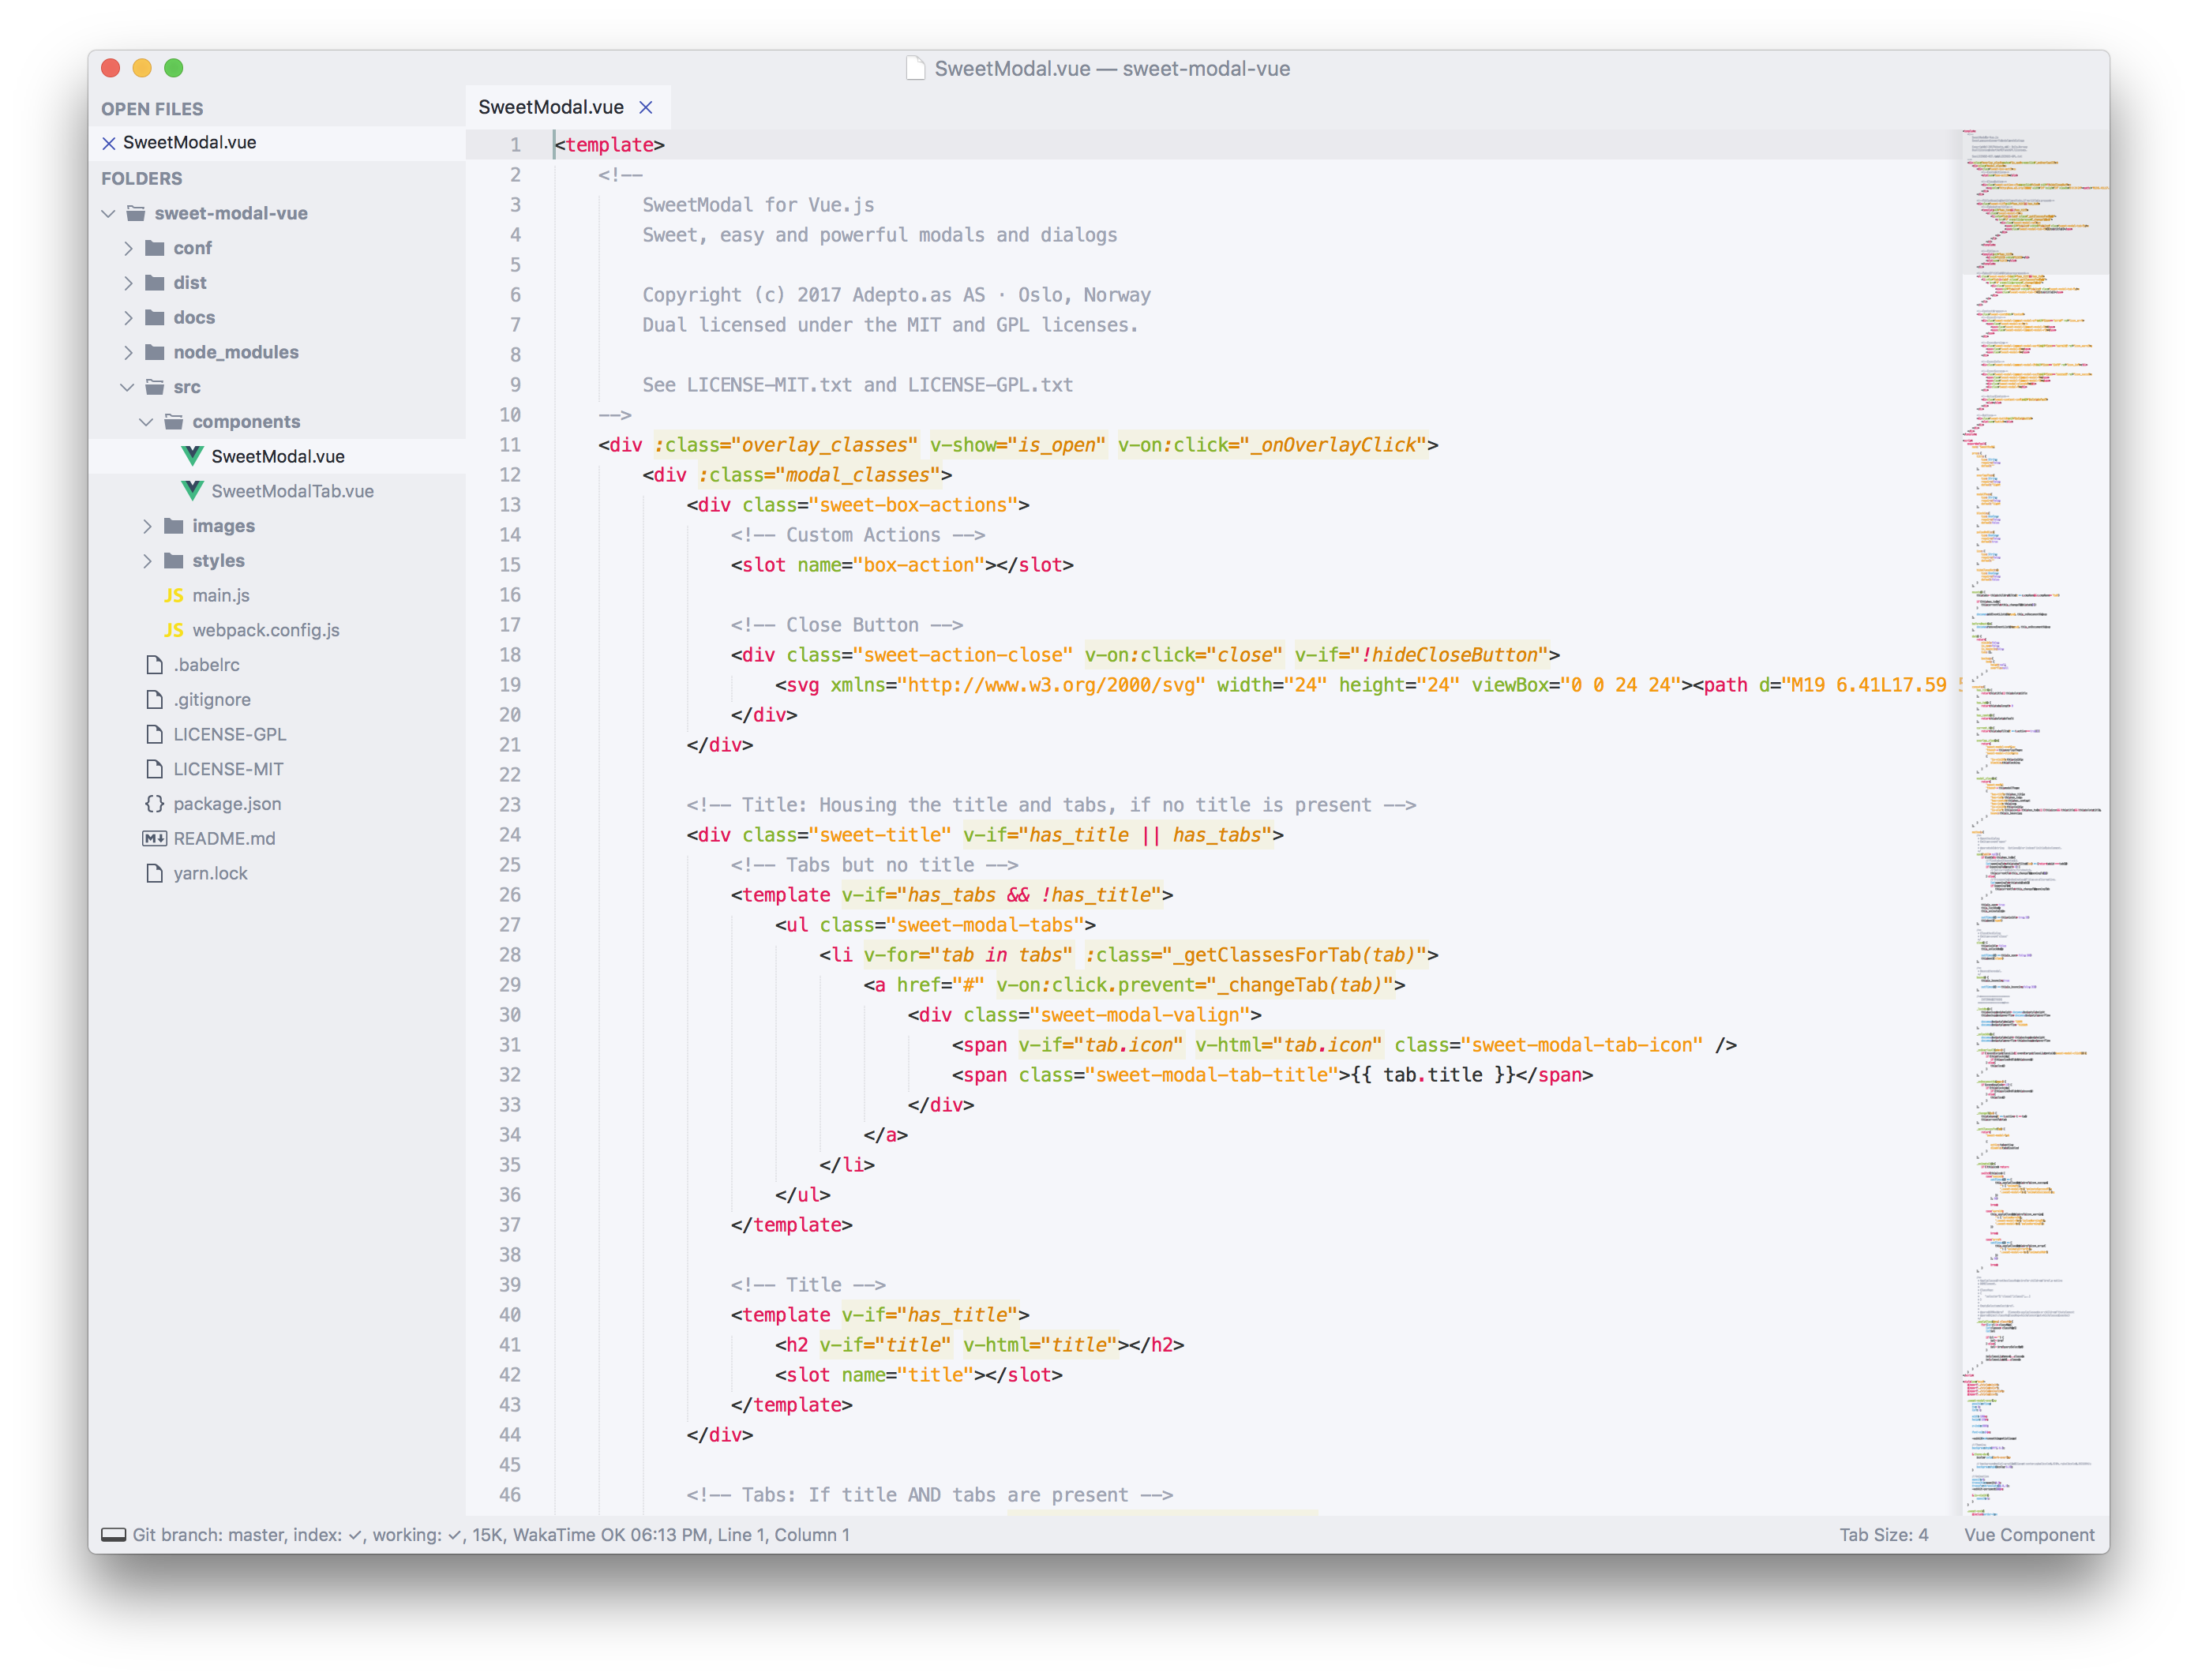 SweetModal.vue — sweet-modal-vue
OPEN FILES
SweetModal.vue
FOLDERS
sweet-modal-vue
conf
dist
docs
node_modules
src
components
SweetModal.vue
SweetModalTab.vue
images
styles
JS main.js
JS webpack.config.js
.babelrc
.gitignore
LICENSE-GPL
LICENSE-MIT
{} package.json
M↓ README.md
yarn.lock
SweetModal.vue
1 <template>
2 <!--
3 SweetModal for Vue.js
4 Sweet, easy and powerful modals and dialogs
5
6 Copyright (c) 2017 Adepto.as AS · Oslo, Norway
7 Dual licensed under the MIT and GPL licenses.
8
9 See LICENSE-MIT.txt and LICENSE-GPL.txt
10 -->
11 <div :class="overlay_classes" v-show="is_open" v-on:click="_onOverlayClick">
12 <div :class="modal_classes">
13 <div class="sweet-box-actions">
14 <!-- Custom Actions -->
15 <slot name="box-action"></slot>
16
17 <!-- Close Button -->
18 <div class="sweet-action-close" v-on:click="close" v-if="!hideCloseButton">
19 <svg xmlns="http://www.w3.org/2000/svg" width="24" height="24" viewBox="0 0 24 24"><path d="M19 6.41L17.59
20 </div>
21 </div>
22
23 <!-- Title: Housing the title and tabs, if no title is present -->
24 <div class="sweet-title" v-if="has_title || has_tabs">
25 <!-- Tabs but no title -->
26 <template v-if="has_tabs && !has_title">
27 <ul class="sweet-modal-tabs">
28 <li v-for="tab in tabs" :class="_getClassesForTab(tab)">
29 <a href="#" v-on:click.prevent="_changeTab(tab)">
30 <div class="sweet-modal-valign">
31 <span v-if="tab.icon" v-html="tab.icon" class="sweet-modal-tab-icon" />
32 <span class="sweet-modal-tab-title">{{ tab.title }}</span>
33 </div>
34 </a>
35 </li>
36 </ul>
37 </template>
38
39 <!-- Title -->
40 <template v-if="has_title">
41 <h2 v-if="title" v-html="title"></h2>
42 <slot name="title"></slot>
43 </template>
44 </div>
45
46 <!-- Tabs: If title AND tabs are present -->
Git branch: master, index: ✓, working: ✓, 15K, WakaTime OK 06:13 PM, Line 1, Column 1
Tab Size: 4
Vue Component